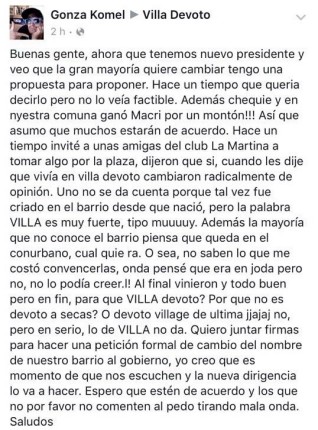 Gonza Komel ▶ Villa Devoto
2 h ·
Buenas gente, ahora que tenemos nuevo presidente y
veo que la gran mayoría quiere cambiar tengo una
propuesta para proponer. Hace un tiempo que queria
decirlo pero no lo veía factible. Además chequie y en
nyestra comuna ganó Macri por un montón!!! Así que
asumo que muchos estarán de acuerdo. Hace un
tiempo invité a unas amigas del club La Martina a
tomar algo por la plaza, dijeron que si, cuando les dije
que vivía en villa devoto cambiaron radicalmente de
opinión. Uno no se da cuenta porque tal vez fue
criado en el barrio desde que nació, pero la palabra
VILLA es muy fuerte, tipo muuuuy. Además la mayoría
que no conoce el barrio piensa que queda en el
conurbano, cual quie ra. O sea, no saben lo que me
costó convencerlas, onda pensé que era en joda pero
no, no lo podía creer.l! Al final vinieron y todo buen
pero en fin, para que VILLA devoto? Por que no es
devoto a secas? O devoto village de ultima jjajaj no,
pero en serio, lo de VILLA no da. Quiero juntar firmas
para hacer una petición formal de cambio del nombre
de nuestro barrio al gobierno, yo creo que es
momento de que nos escuchen y la nueva dirigencia
lo va a hacer. Espero que estén de acuerdo y los que
no por favor no comenten al pedo tirando mala onda.
Saludos